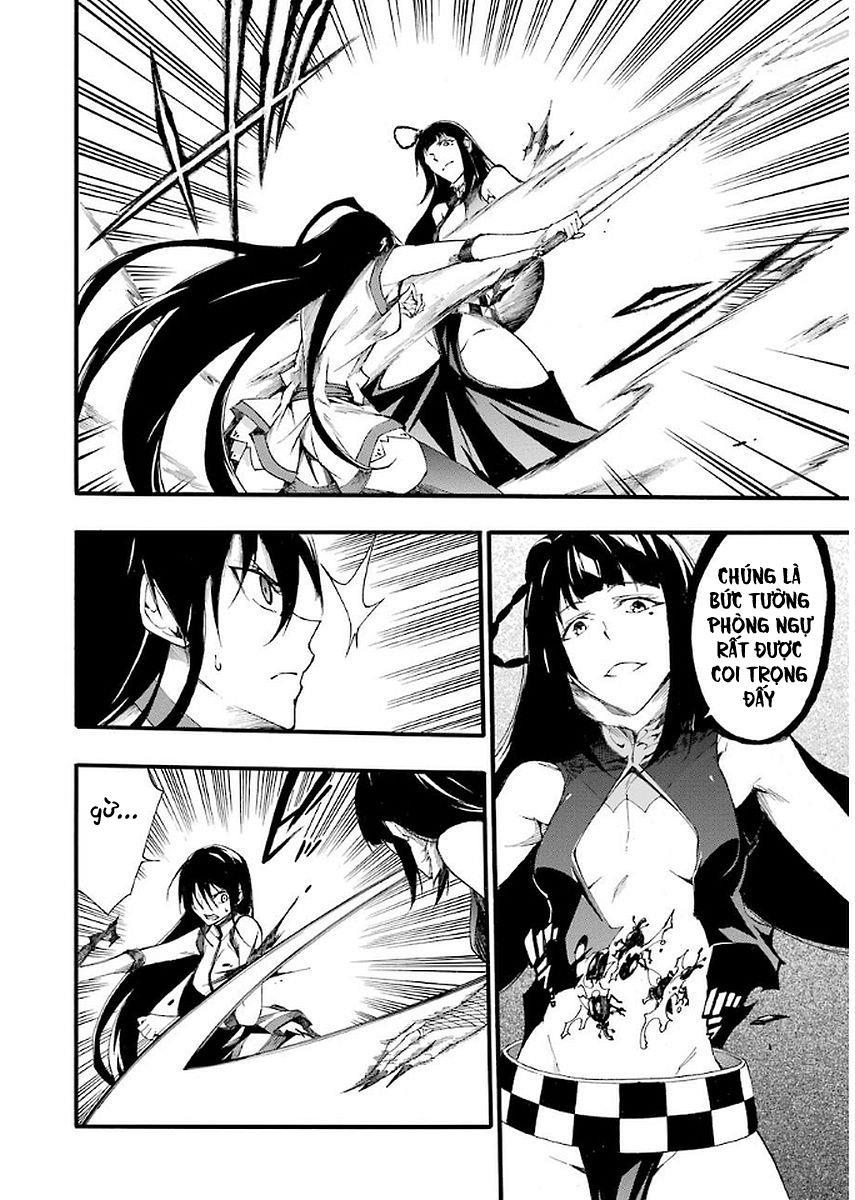 CHÚNG LÀ
BỨC TƯỜNG
PHÒNG NGỰ
RẤT ĐƯỢC
COI TRỌNG
ĐẤY
GỪ...